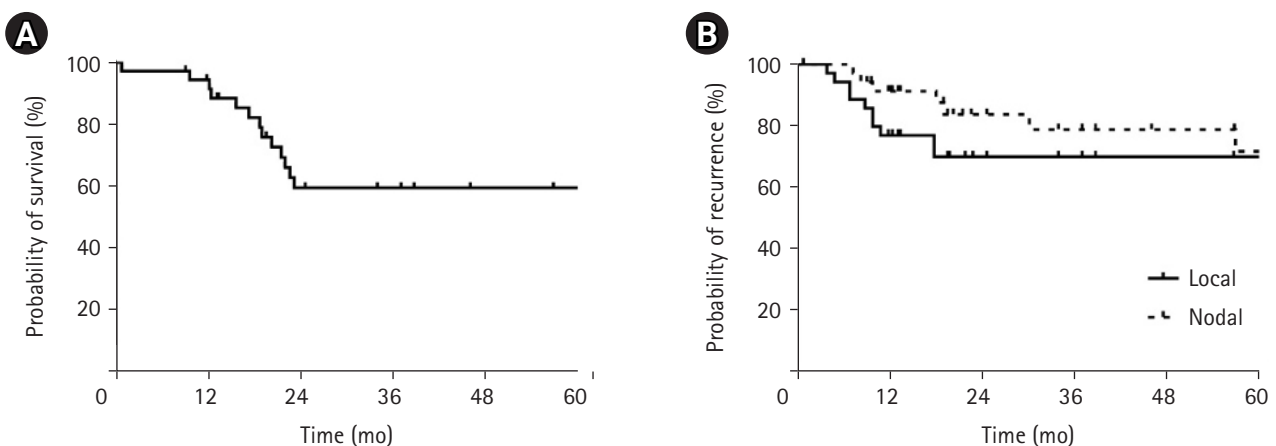 A
Probability of survival (%)
100
80
60
40
20
0 12 24 36 48 60
Time (mo)
B
Probability of recurrence (%)
100
80
60
40
20
Local
Nodal
0 12 24 36 48 60
Time (mo)